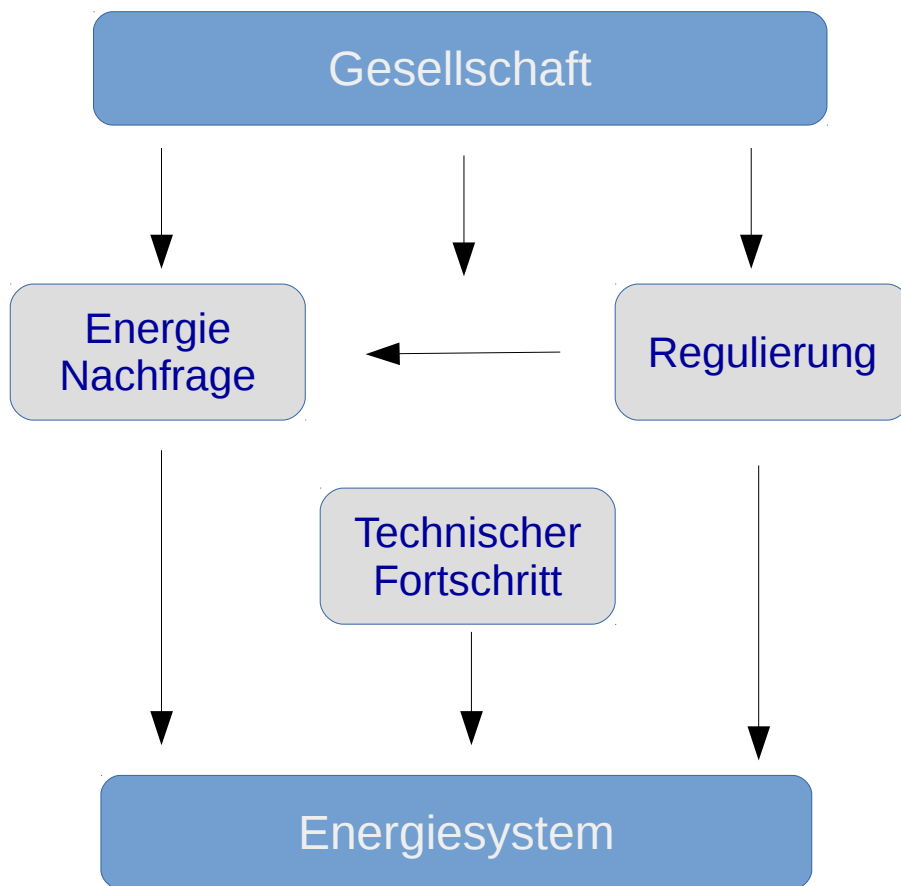 Gesellschaft
Energie
Nachfrage
Regulierung
Technischer
Fortschritt
Energiesystem